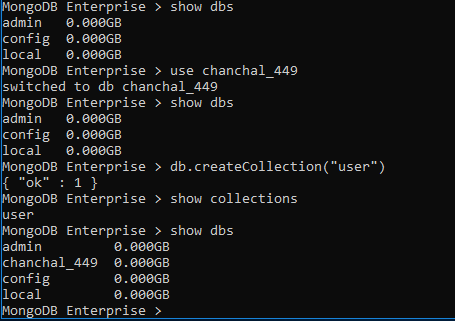 MongoDB Enterprise > show dbs
admin   0.000GB
config  0.000GB
local   0.000GB
MongoDB Enterprise > use chanchal_449
switched to db chanchal_449
MongoDB Enterprise > show dbs
admin   0.000GB
config  0.000GB
local   0.000GB
MongoDB Enterprise > db.createCollection("user")
{ "ok" : 1 }
MongoDB Enterprise > show collections
user
MongoDB Enterprise > show dbs
admin         0.000GB
chanchal_449  0.000GB
config        0.000GB
local         0.000GB
MongoDB Enterprise >